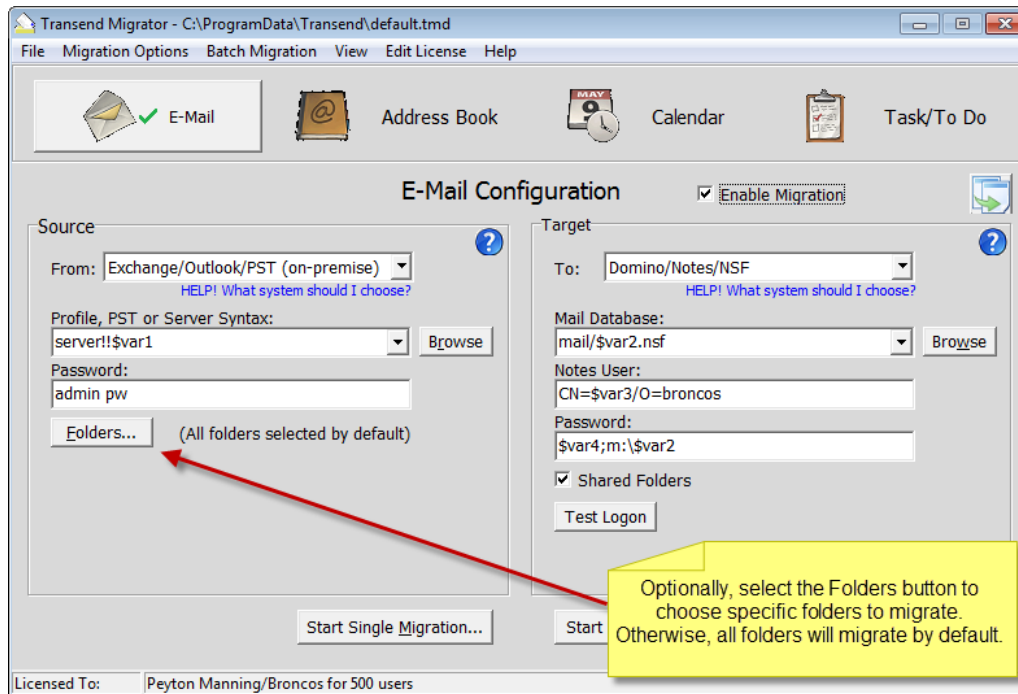 Transend Migrator - C:\ProgramData\Transend\default.tmd
File Migration Options Batch Migration View Edit License Help
E-Mail
MAY
9
Address Book
Calendar
Task/To Do
E-Mail Configuration
Enable Migration
Source
From: Exchange/Outlook/PST (on-premise)
HELP! What system should I choose?
Profile, PST or Server Syntax:
server!!$var1
Browse
Password:
admin pw
Folders...
(All folders selected by default)
Target
To: Domino/Notes/NSF
HELP! What system should I choose?
Mail Database:
mail/$var2.nsf
Browse
Notes User:
CN=$var3/O=broncos
Password:
$var4;m:\$var2
Shared Folders
Test Logon
Optionally, select the Folders button to
choose specific folders to migrate.
Otherwise, all folders will migrate by default.
Start Single Migration...
Start
Licensed To: Peyton Manning/Broncos for 500 users